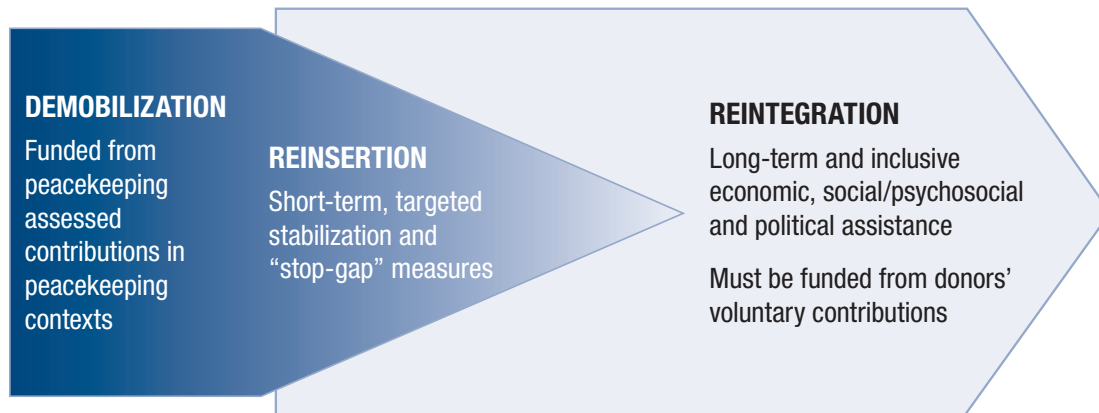 DEMOBILIZATION
Funded from
peacekeeping
assessed
contributions in
peacekeeping
contexts
REINSERTION
Short-term, targeted
stabilization and
“stop-gap” measures
REINTEGRATION
Long-term and inclusive
economic, social/psychosocial
and political assistance
Must be funded from donors’
voluntary contributions